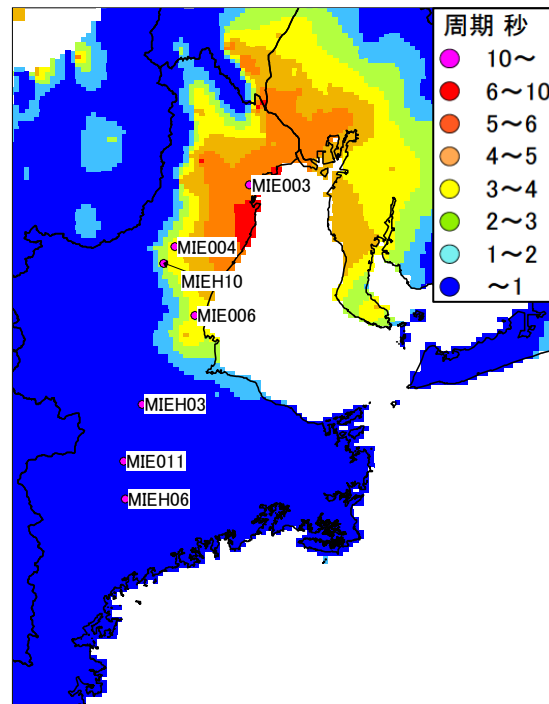 周期 秒
10～
6～10
5～6
4～5
3～4
2～3
1～2
～1
MIE003
MIE004
MIEH10
MIE006
MIEH03
MIE011
MIEH06